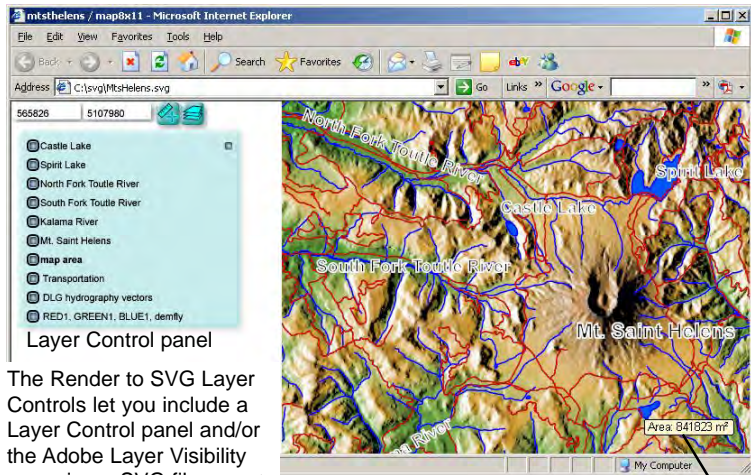 mtsthelens / map8x11 - Microsoft Internet Explorer
File Edit View Favorites Tools Help
Back Search Favorites ebY
Address C:\svg\MtsHelens.svg Go Links » Google »
565826 5107980
Castle Lake
Spirit Lake
North Fork Toutle River
South Fork Toutle River
Kalama River
Mt. Saint Helens
map area
Transportation
DLG hydrography vectors
RED1, GREEN1, BLUE1, demfly
Layer Control panel
The Render to SVG Layer
Controls let you include a
Layer Control panel and/or
the Adobe Layer Visibility
North Fork Toutle River
Spirit Lake
Castle Lake
South Fork Toutle River
Mt. Saint Helens
Area: 841823 m²
River
My Computer